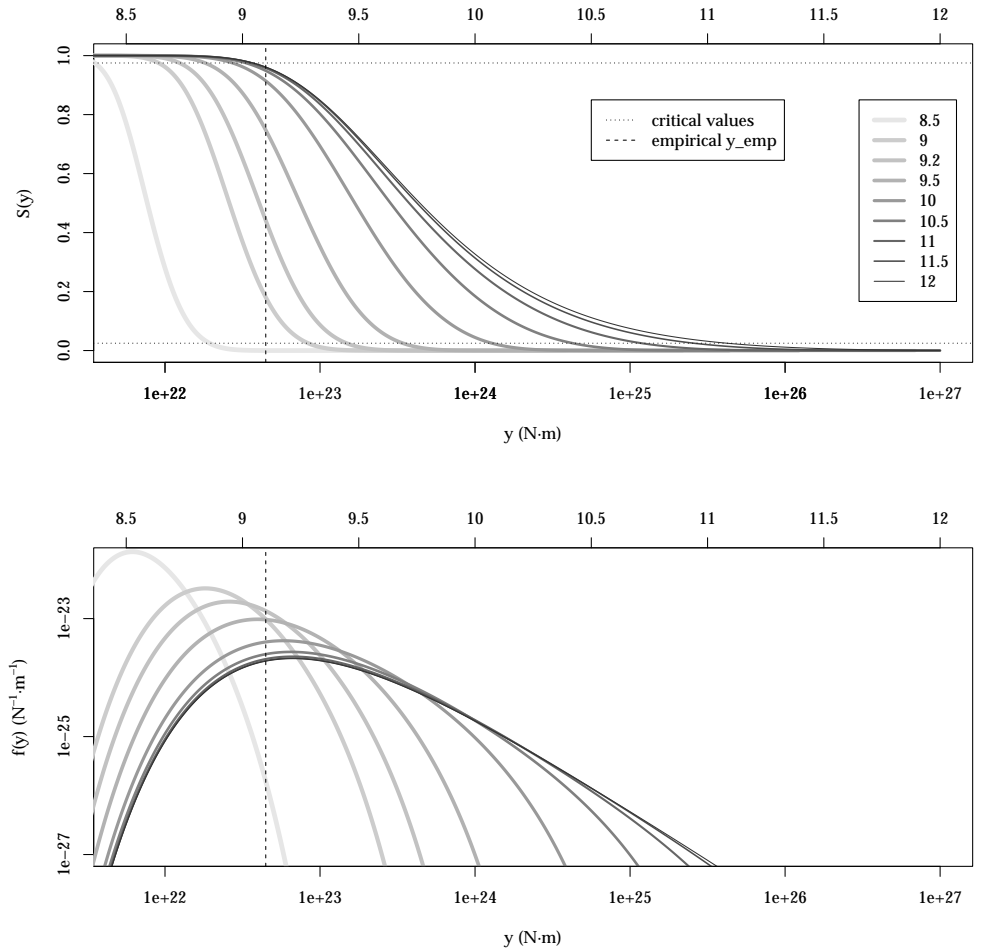 8.5 9 9.5 10 10.5 11 11.5 12
S(y)
1.0
0.8
0.6
0.4
0.2
0.0
critical values
empirical y_emp
8.5
9
9.2
9.5
10
10.5
11
11.5
12
1e+22 1e+23 1e+24 1e+25 1e+26 1e+27
y (N·m)
8.5 9 9.5 10 10.5 11 11.5 12
f(y) (N⁻¹·m⁻¹)
1e−23
1e−25
1e−27
1e+22 1e+23 1e+24 1e+25 1e+26 1e+27
y (N·m)